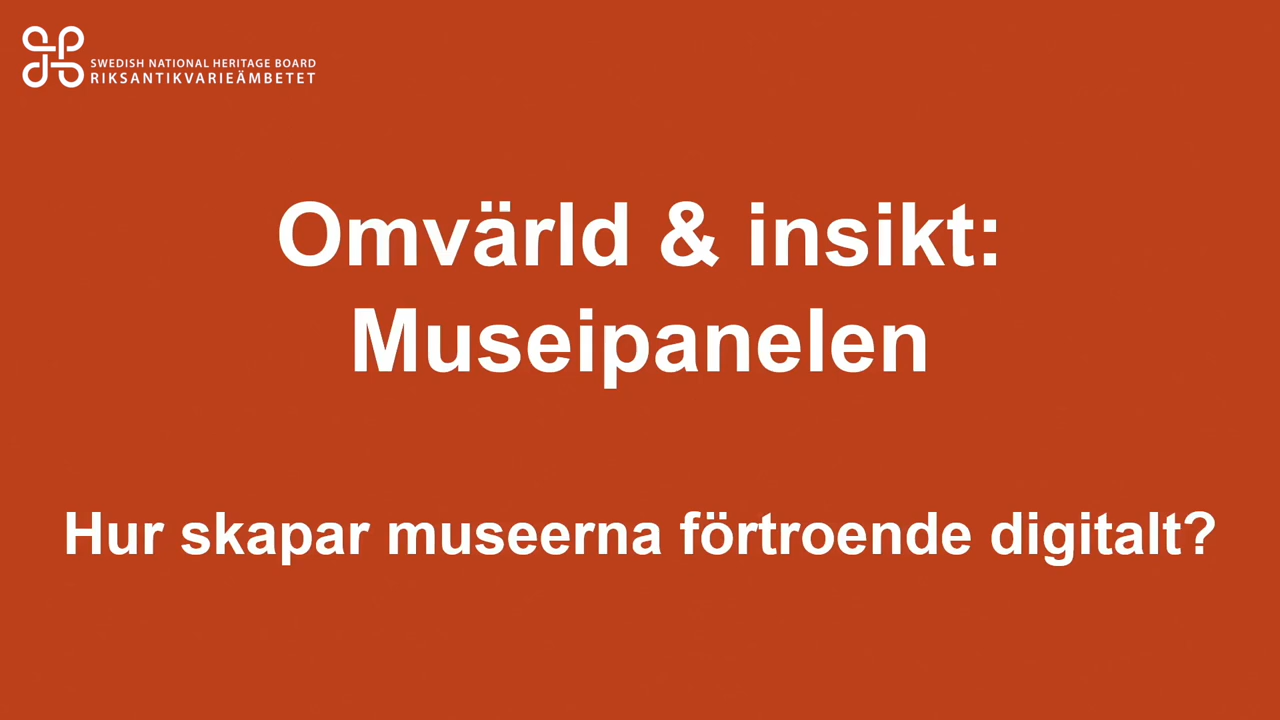 SWEDISH NATIONAL HERITAGE BOARD
RIKSANTIKVARIEÄMBETET
Omvärld & insikt:
Museipanelen
Hur skapar museerna förtroende digitalt?